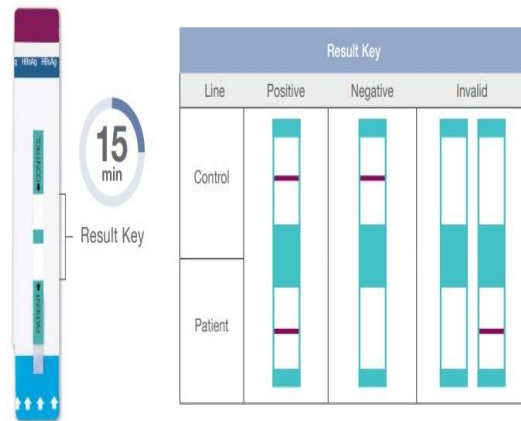 HBsAg HBsAg
CONTROL
PATIENT
15
min
Result Key
Result Key
Line
Positive
Negative
Invalid
Control
Patient